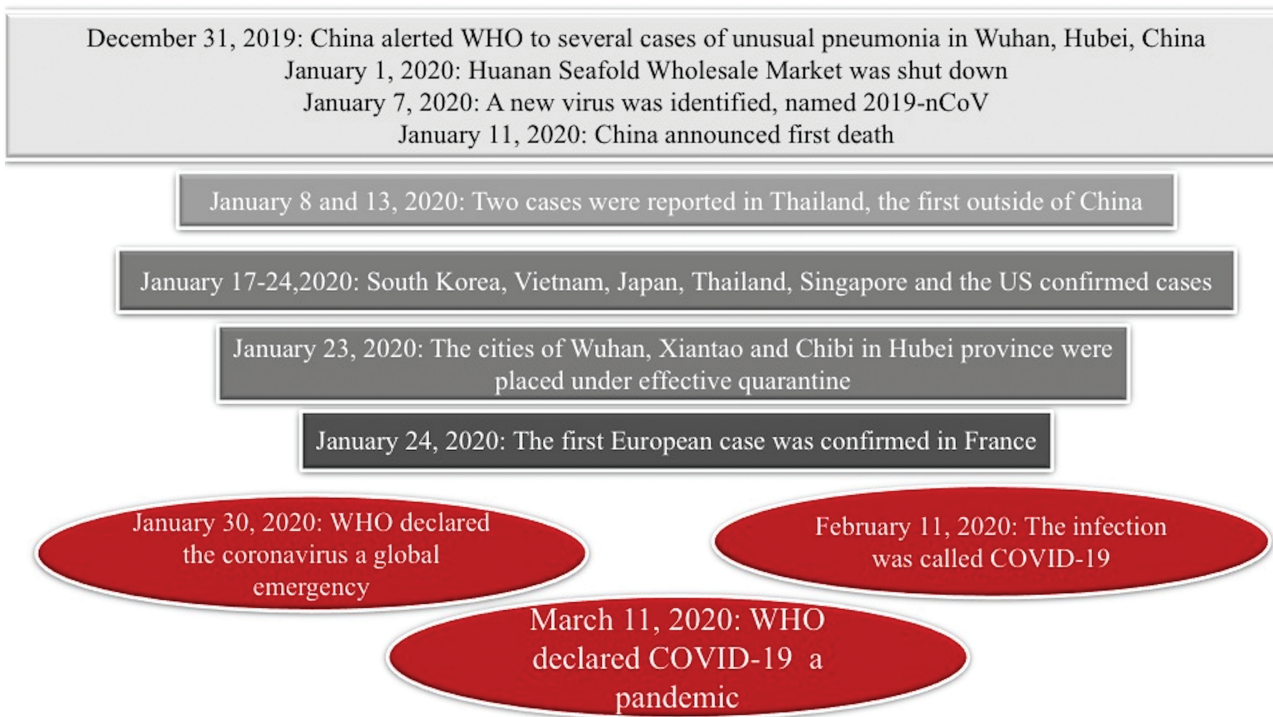 December 31, 2019: China alerted WHO to several cases of unusual pneumonia in Wuhan, Hubei, China
January 1, 2020: Huanan Seafold Wholesale Market was shut down
January 7, 2020: A new virus was identified, named 2019-nCoV
January 11, 2020: China announced first death
January 8 and 13, 2020: Two cases were reported in Thailand, the first outside of China
January 17-24,2020: South Korea, Vietnam, Japan, Thailand, Singapore and the US confirmed cases
January 23, 2020: The cities of Wuhan, Xiantao and Chibi in Hubei province were
placed under effective quarantine
January 24, 2020: The first European case was confirmed in France
January 30, 2020: WHO declared
the coronavirus a global
emergency
February 11, 2020: The infection
was called COVID-19
March 11, 2020: WHO
declared COVID-19 a
pandemic